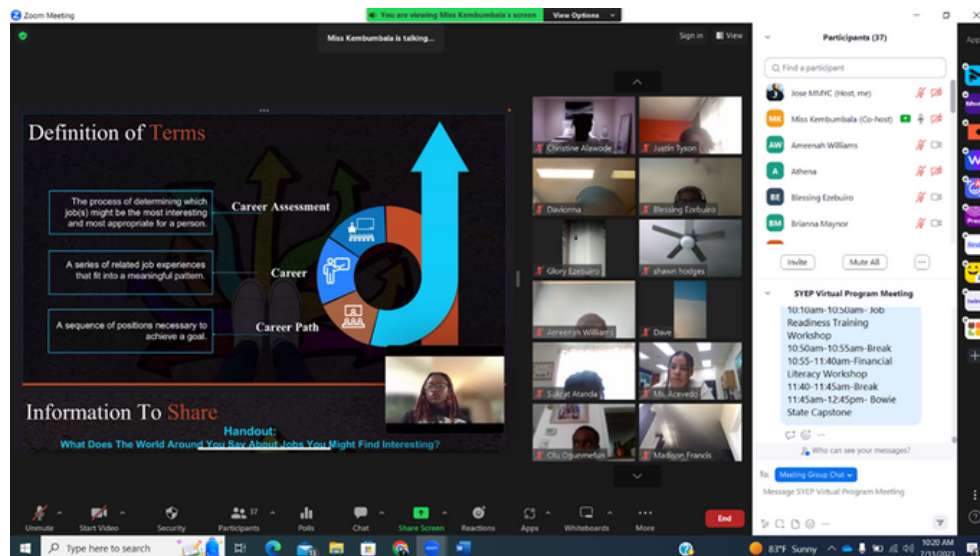 Zoom Meeting
You are viewing Miss Kembumbala's screen
View Options
Miss Kembumbala is talking...
Sign in
View
Definition of Terms
The process of determining which
job(s) might be the most interesting
and most appropriate for a person.
Career Assessment
A series of related job experiences
that fit into a meaningful pattern.
Career
A sequence of positions necessary to
achieve a goal.
Career Path
Information To Share
Handout:
What Does The World Around You Say About Jobs You Might Find Interesting?
Christine Alawode
Justin Tyson
Davionna
Blessing Ezebuiro
Glory Ezebuiro
shawn hodges
Ameenah Williams
Dave
Sukrat Atanda
Ms. Acevedo
Olu Ogunmefun
Madison Francis
Participants (37)
Find a participant
Jose MMYC (Host, me)
MK
Miss Kembumbala (Co-host)
AW
Ameenah Williams
A
Athena
BE
Blessing Ezebuiro
BM
Brianna Maynor
Invite
Mute All
SYEP Virtual Program Meeting
10:10am-10:50am- Job
Readiness Training
Workshop
10:50am-10:55am-Break
10:55-11:40am-Financial
Literacy Workshop
11:40-11:45am-Break
11:45am-12:45pm- Bowie
State Capstone
Who can see your messages?
To:
Meeting Group Chat
Message SYEP Virtual Program Meeting
App
Unmute
Start Video
Security
Participants
37
Polls
Chat
Share Screen
Reactions
Apps
Whiteboards
More
End
Type here to search
83°F Sunny
10:20 AM
7/11/2023